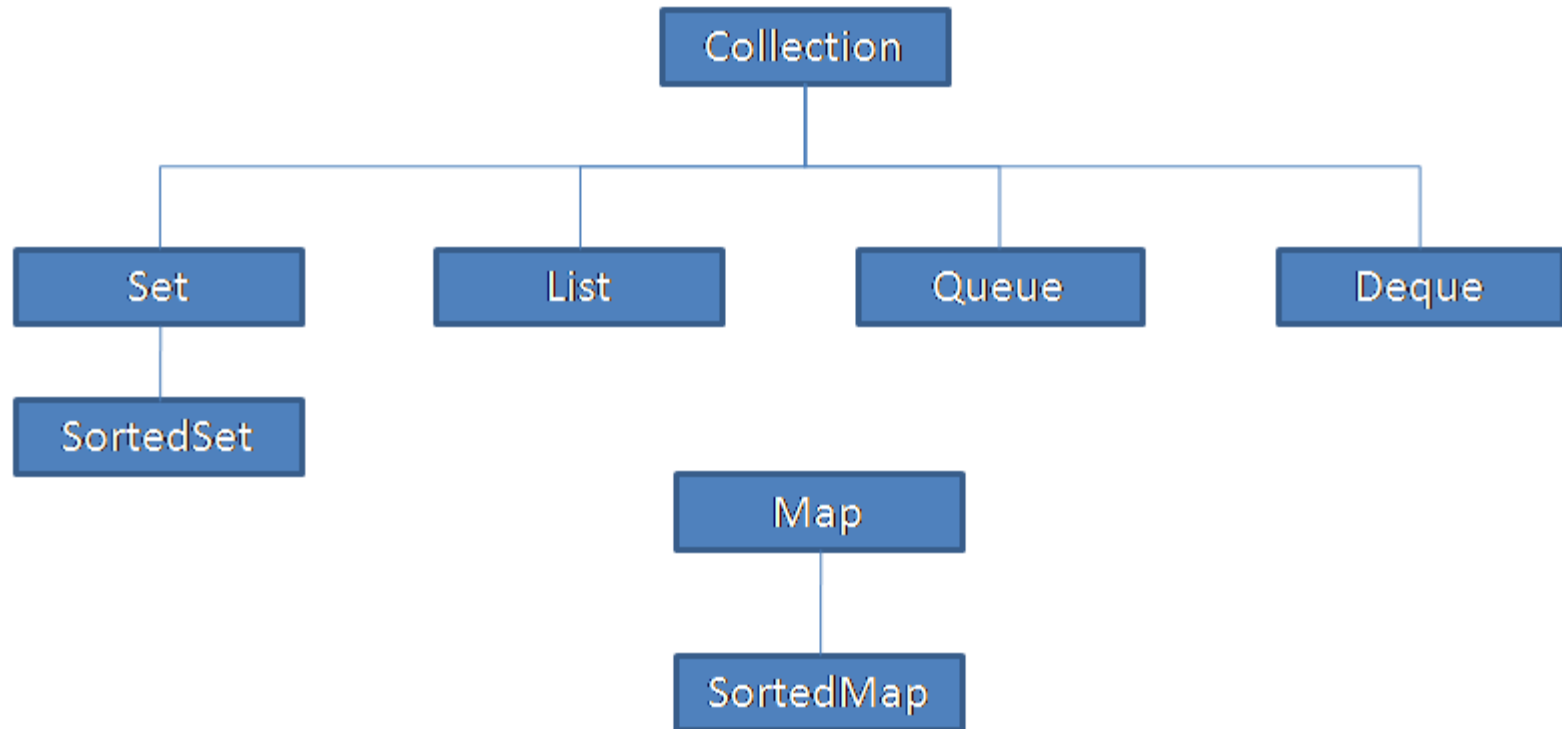 Collection
Set
List
Queue
Deque
SortedSet
Map
SortedMap